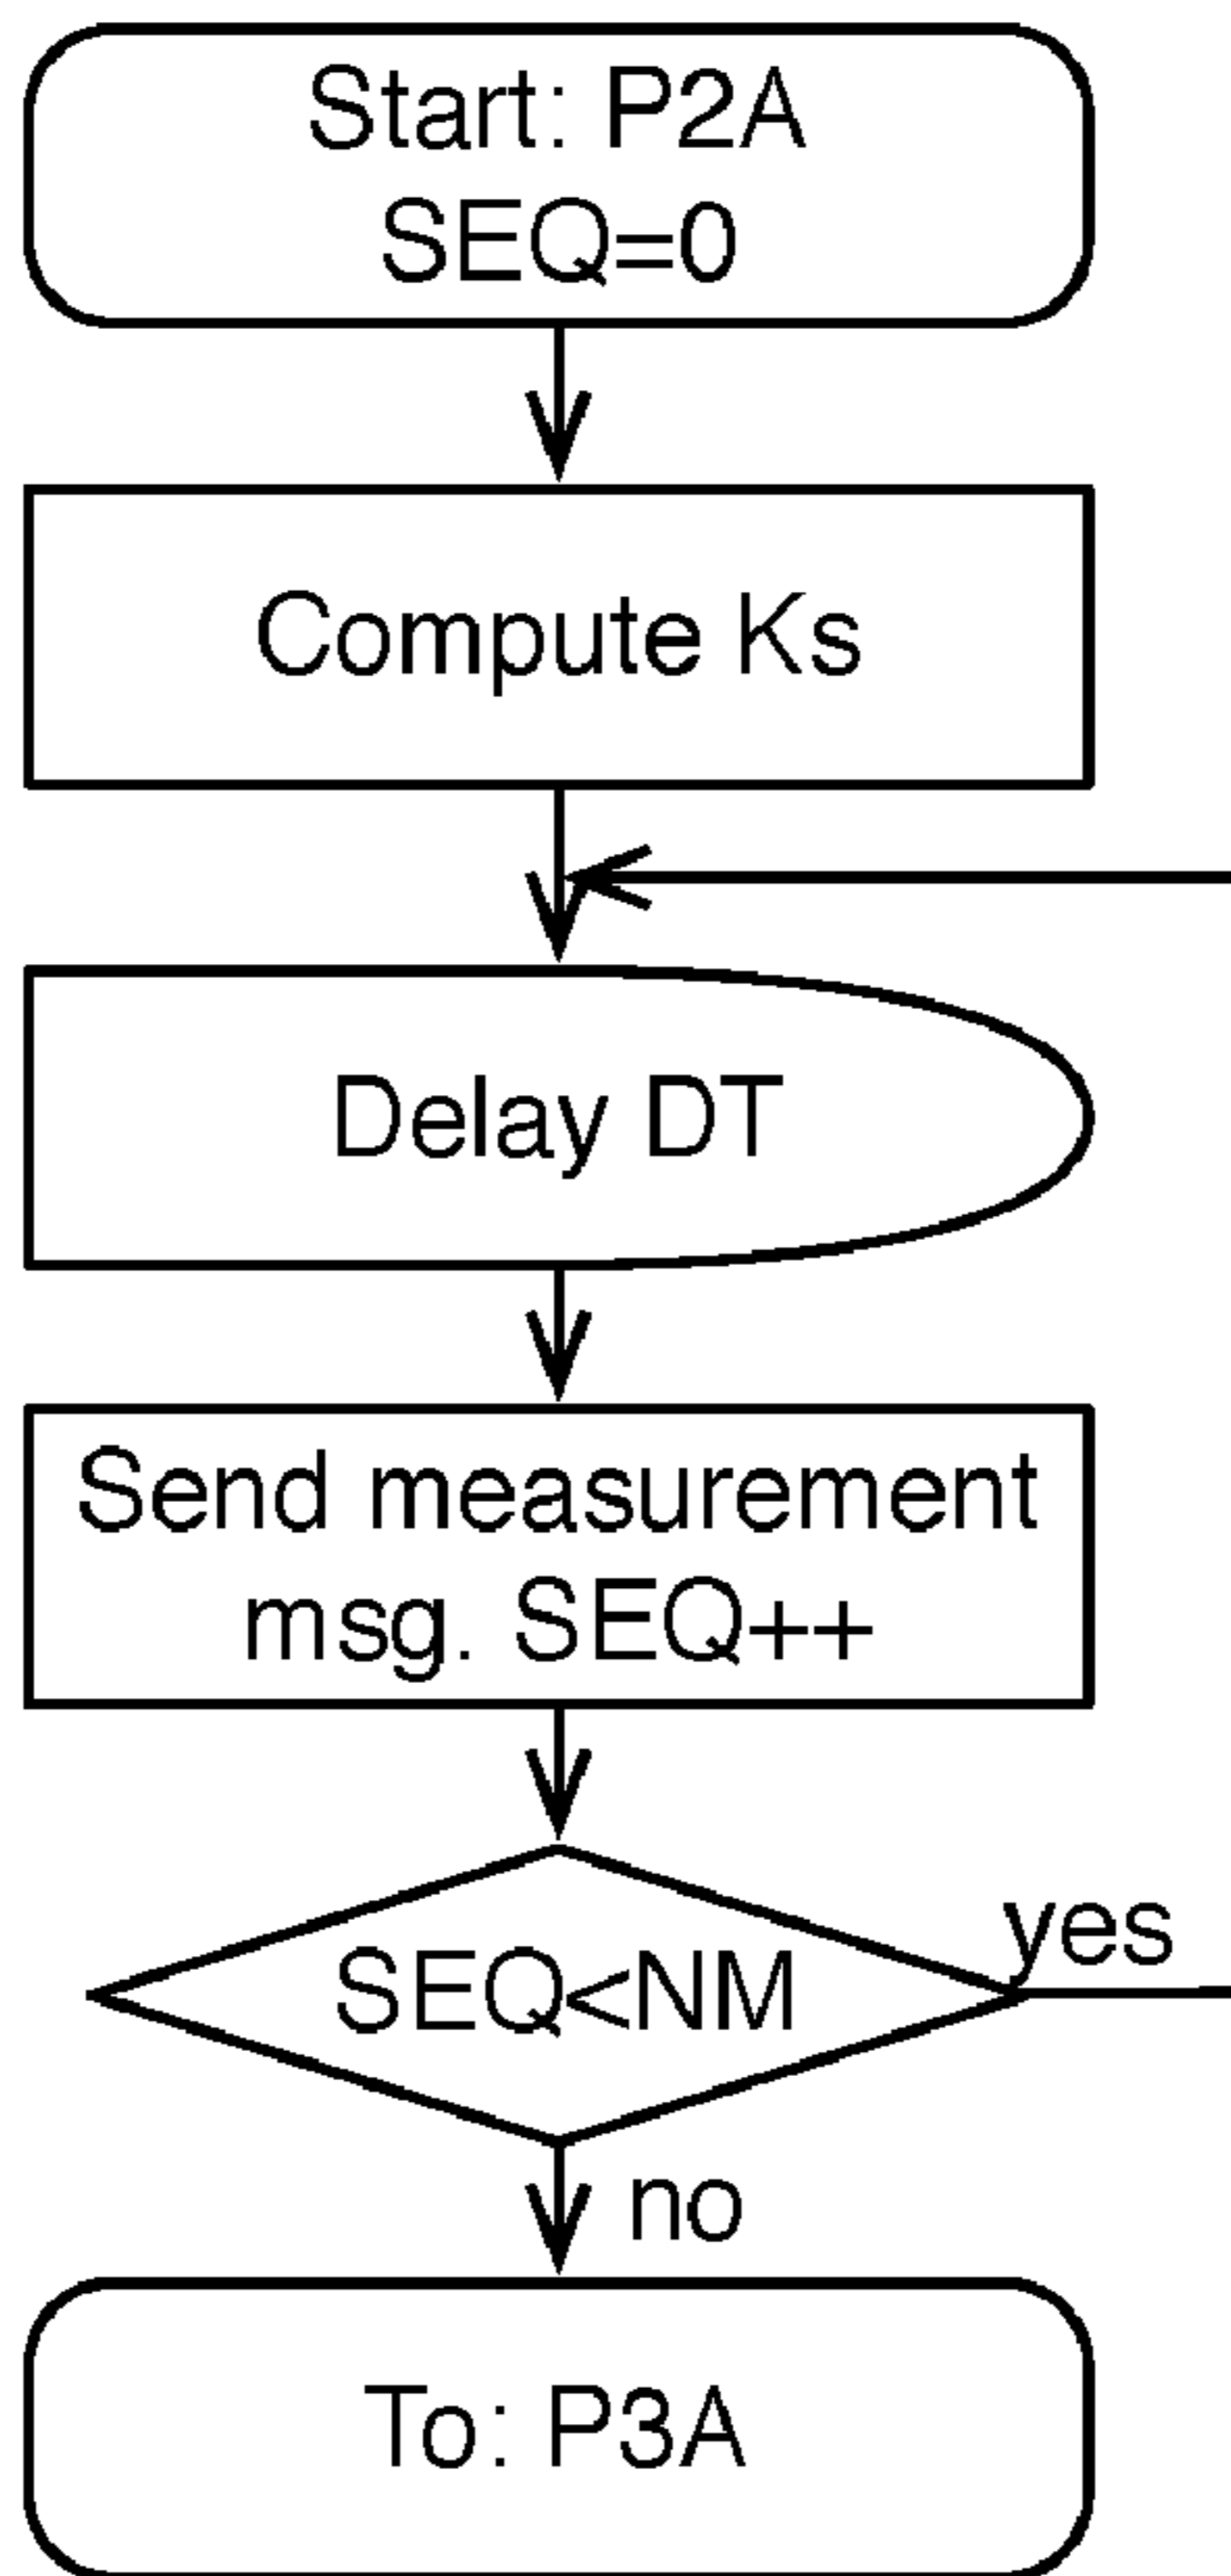 Start: P2A
SEQ=0
Compute Ks
Delay DT
Send measurement
msg. SEQ++
SEQ<NM
yes
no
To: P3A